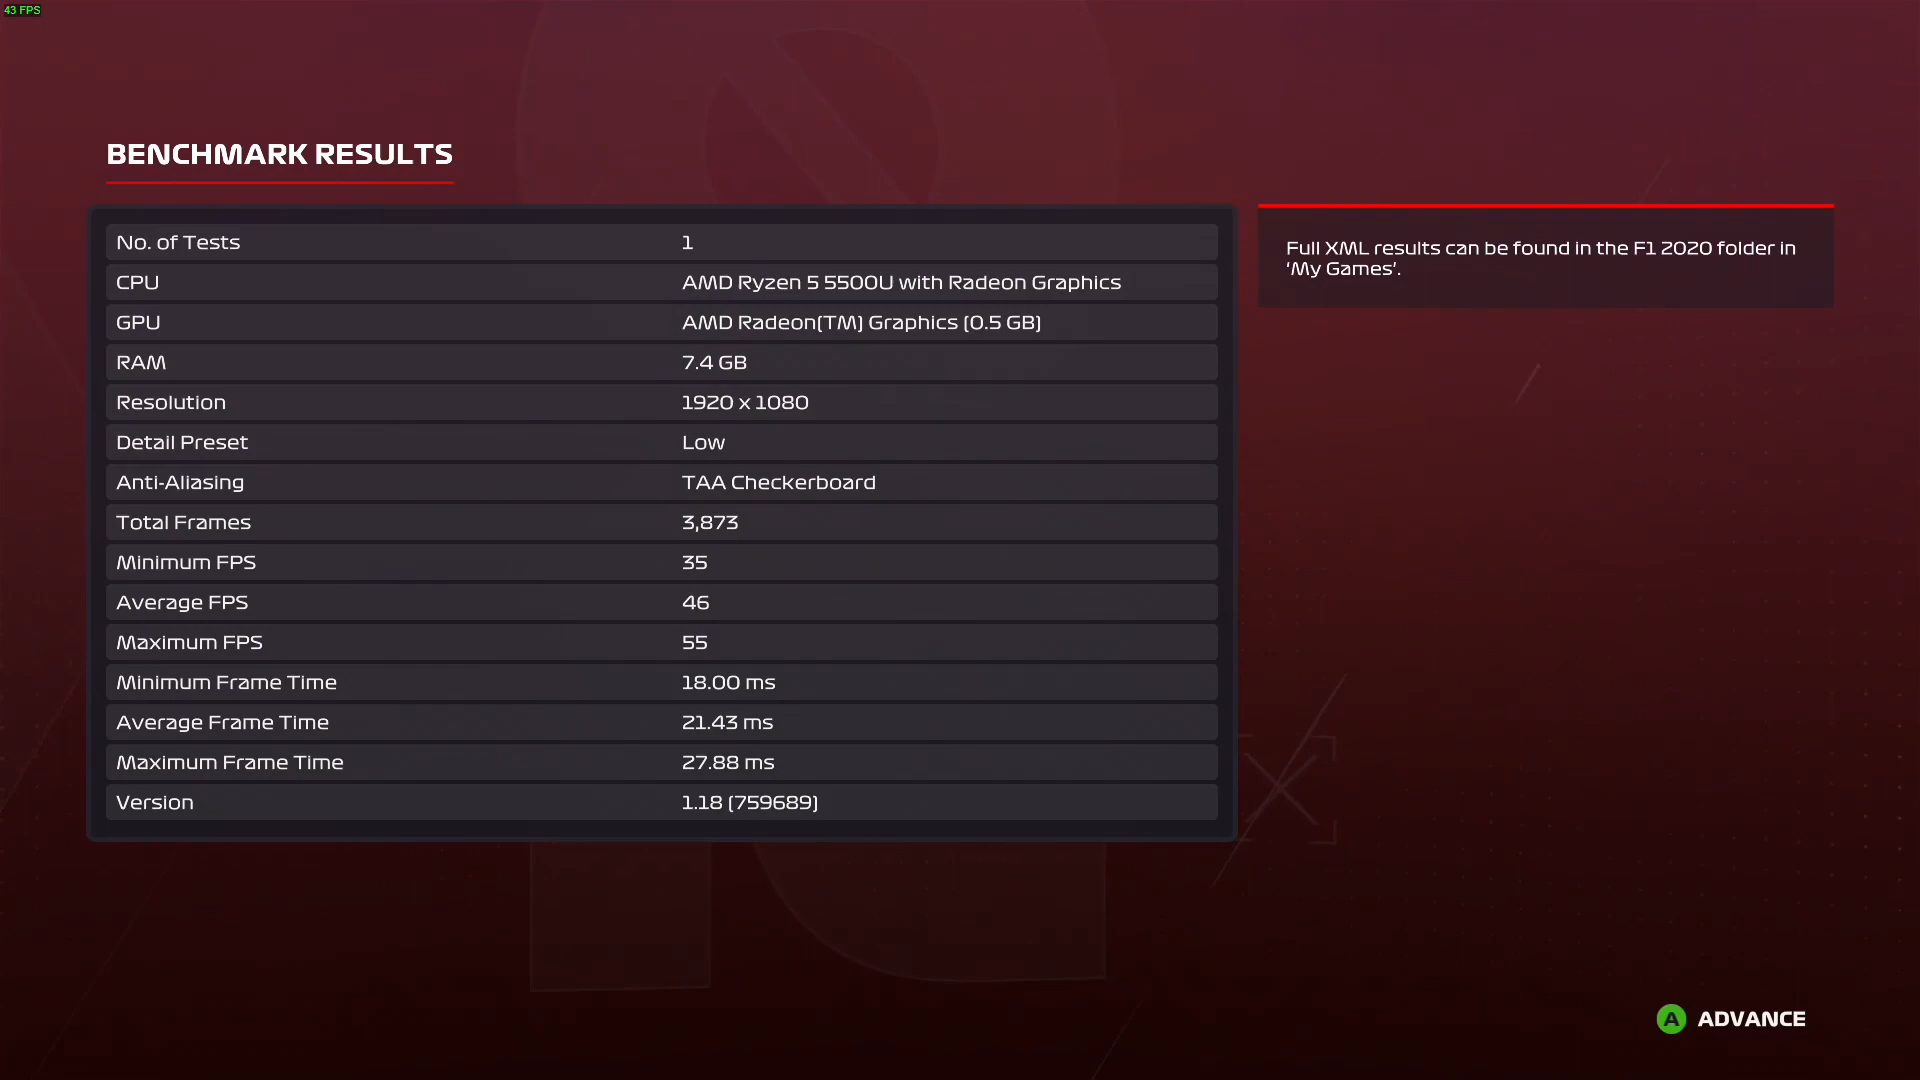 43 FPS
BENCHMARK RESULTS
No. of Tests 1
CPU AMD Ryzen 5 5500U with Radeon Graphics
GPU AMD Radeon(TM) Graphics (0.5 GB)
RAM 7.4 GB
Resolution 1920 x 1080
Detail Preset Low
Anti-Aliasing TAA Checkerboard
Total Frames 3,873
Minimum FPS 35
Average FPS 46
Maximum FPS 55
Minimum Frame Time 18.00 ms
Average Frame Time 21.43 ms
Maximum Frame Time 27.88 ms
Version 1.18 (759689)
Full XML results can be found in the F1 2020 folder in
‘My Games’.
A ADVANCE